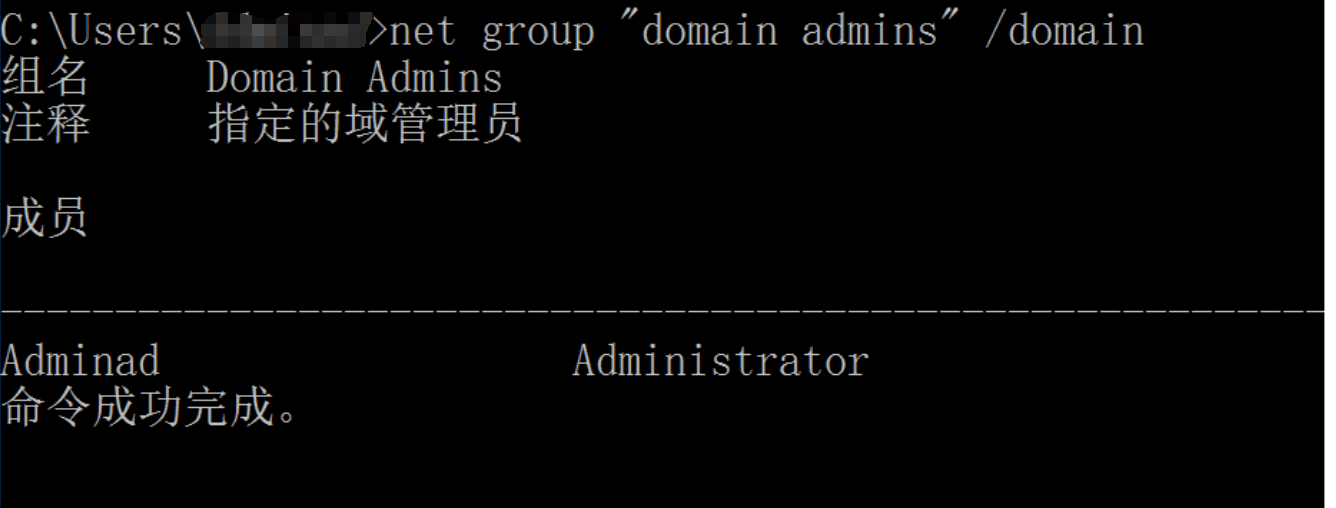 C:\Users\>net group "domain admins" /domain
组名 Domain Admins
注释 指定的域管理员
成员
-------------------------------------------------------------------------------
Adminad Administrator
命令成功完成。